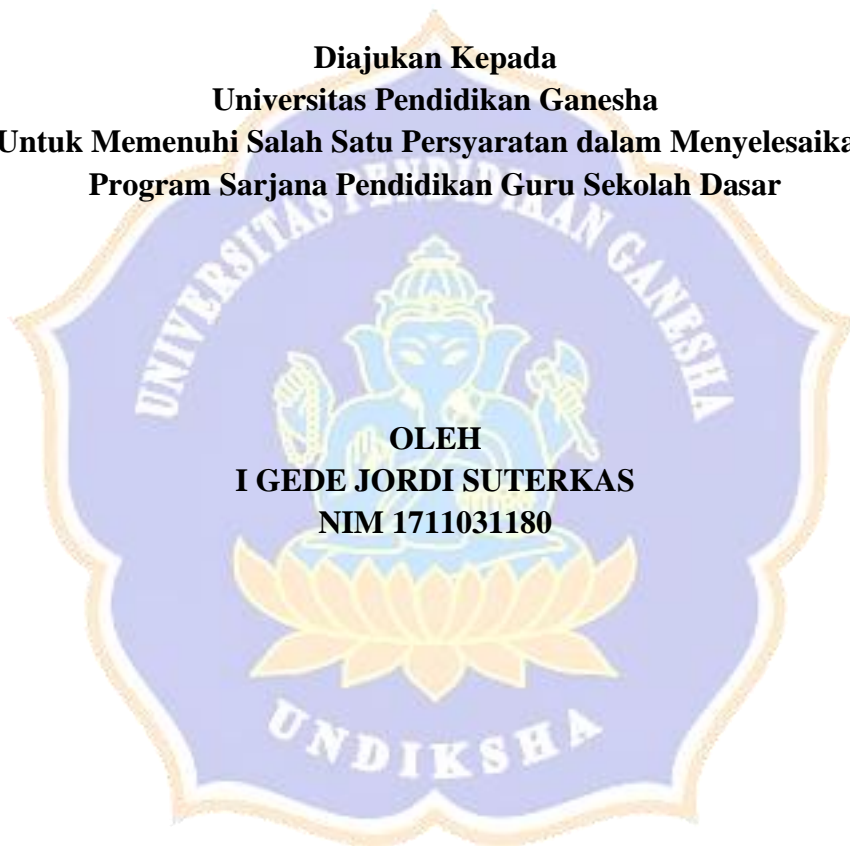 Diajukan Kepada
Universitas Pendidikan Ganesha
Untuk Memenuhi Salah Satu Persyaratan dalam Menyelesaika
Program Sarjana Pendidikan Guru Sekolah Dasar
UNIVERSITAS PENDIDIKAN GANESHA
OLEH
I GEDE JORDI SUTERKAS
NIM 1711031180
UNDIKSHA